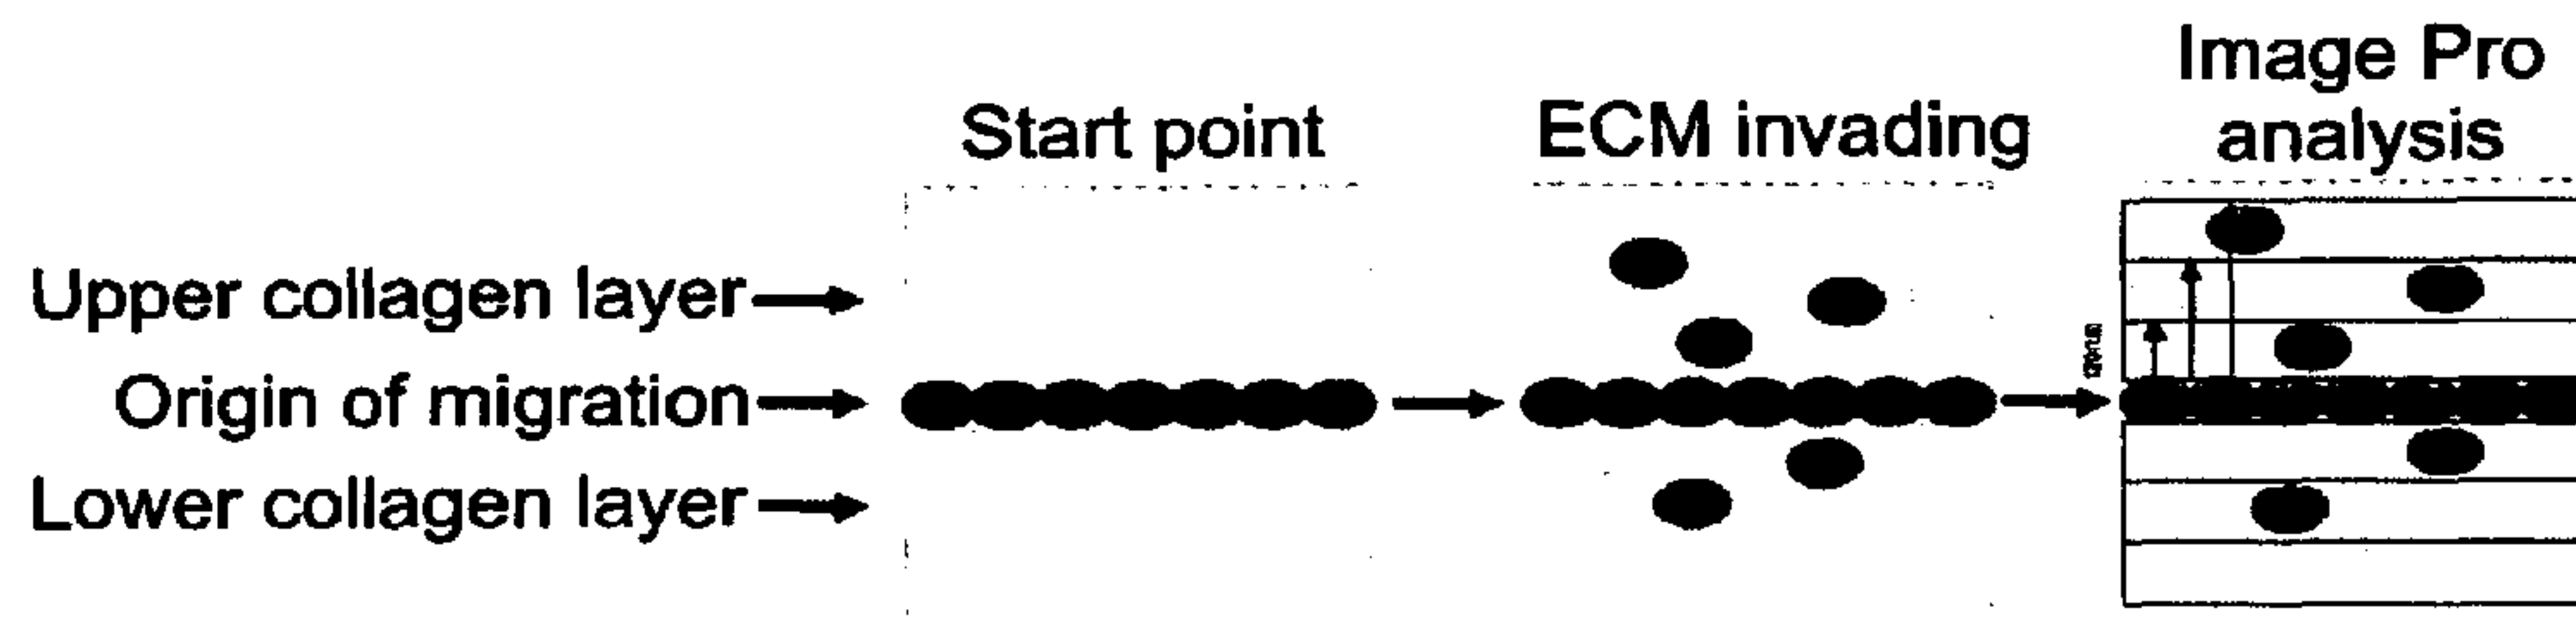 Image Pro
analysis
Start point
ECM invading
Upper collagen layer
Origin of migration
Lower collagen layer